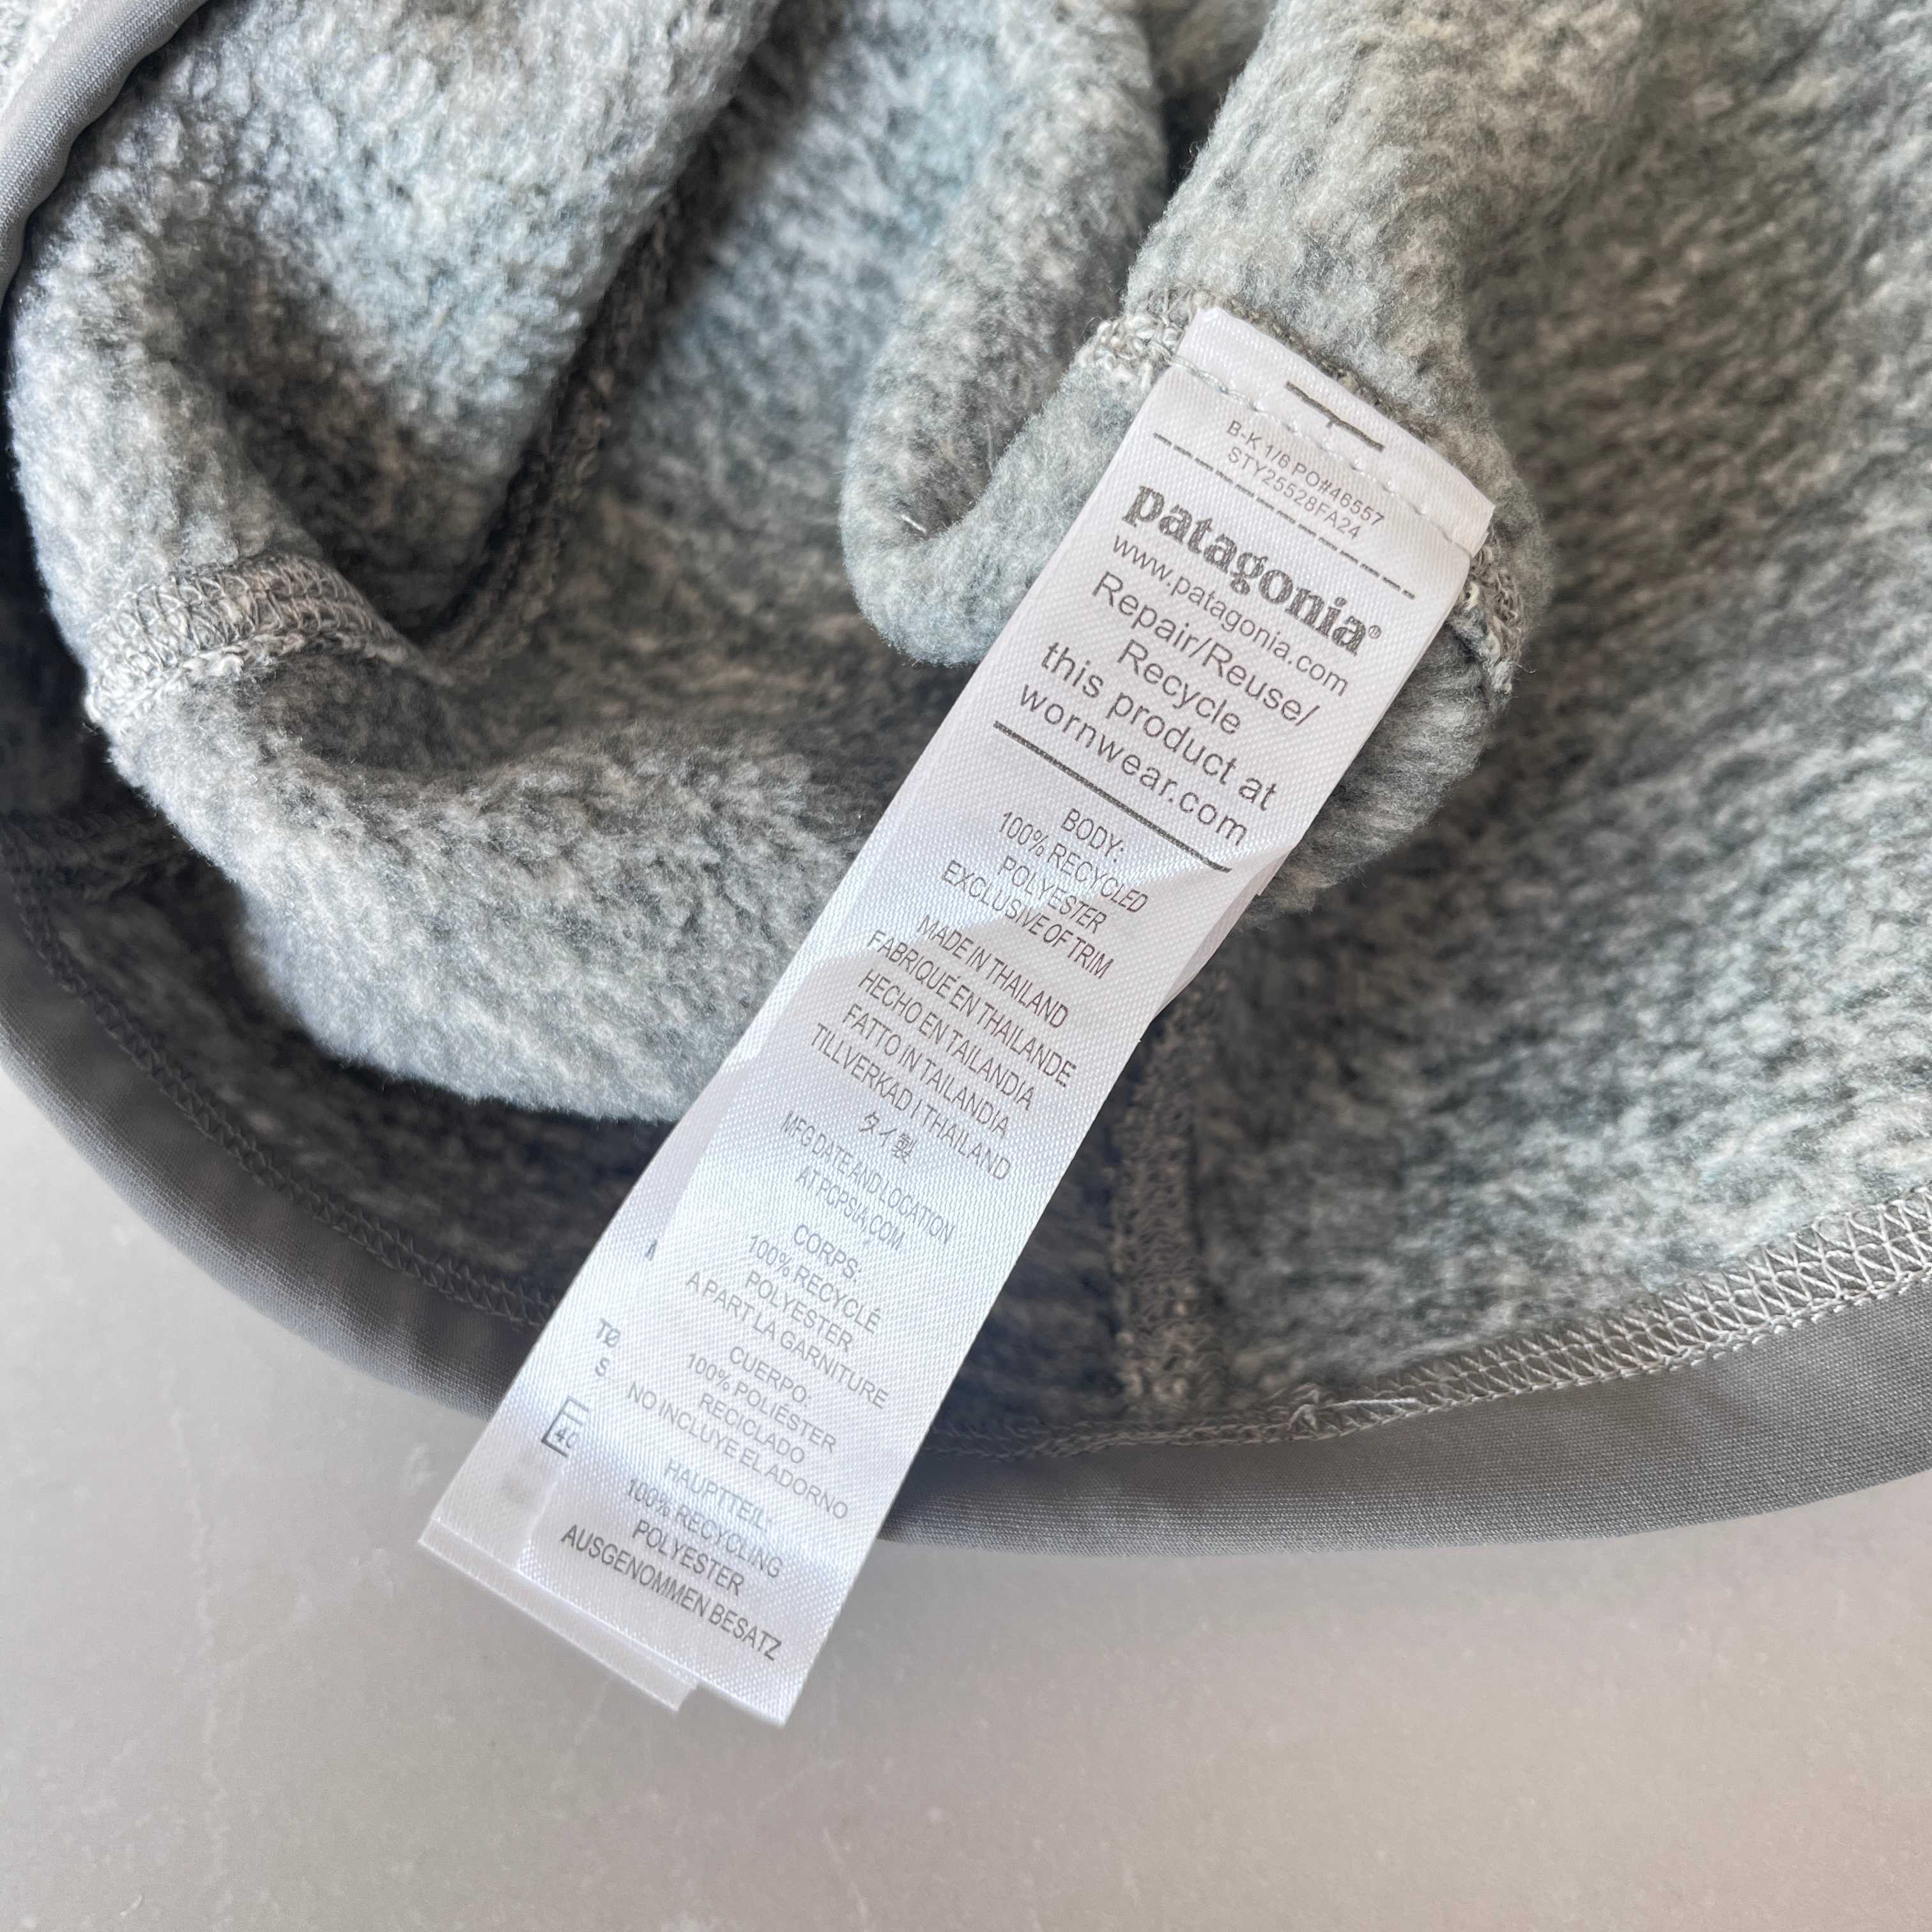 B-K 1/6 PO#46557
STY25528FA24
patagonia®
www.patagonia.com
Repair/Reuse/
Recycle
this product at
wornwear.com
BODY:
100% RECYCLED
POLYESTER
EXCLUSIVE OF TRIM
MADE IN THAILAND
FABRIQUÉ EN THAILANDE
HECHO EN TAILANDIA
FATTO IN TAILANDIA
TILLVERKAD I THAILAND
タイ製
MFG DATE AND LOCATION
AT PCPSIA.COM
CORPS:
100% RECYCLÉ
POLYESTER
A PART LA GARNITURE
CUERPO:
100% POLIÉSTER
RECICLADO
NO INCLUYE EL ADORNO
HAUPTTEIL:
100% RECYCLING
POLYESTER
AUSGENOMMEN BESATZ